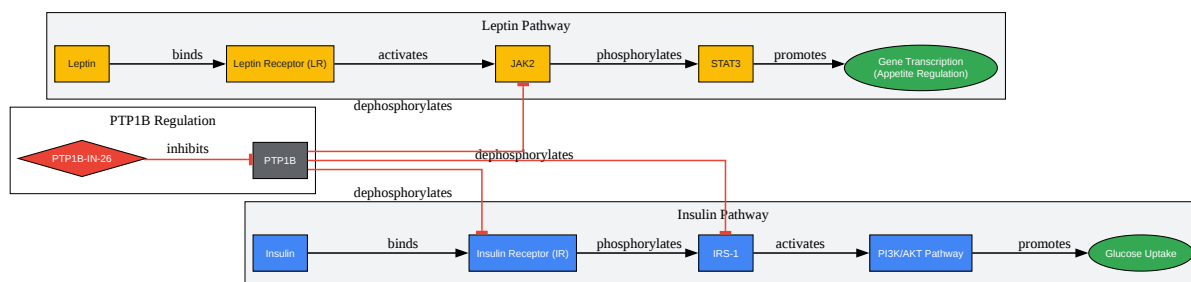 Leptin Pathway
Leptin
binds
Leptin Receptor (LR)
activates
JAK2
phosphorylates
STAT3
promotes
Gene Transcription
(Appetite Regulation)
dephosphorylates
PTP1B Regulation
PTP1B-IN-26
inhibits
PTP1B
dephosphorylates
dephosphorylates
Insulin Pathway
Insulin
binds
Insulin Receptor (IR)
phosphorylates
IRS-1
activates
PI3K/AKT Pathway
promotes
Glucose Uptake